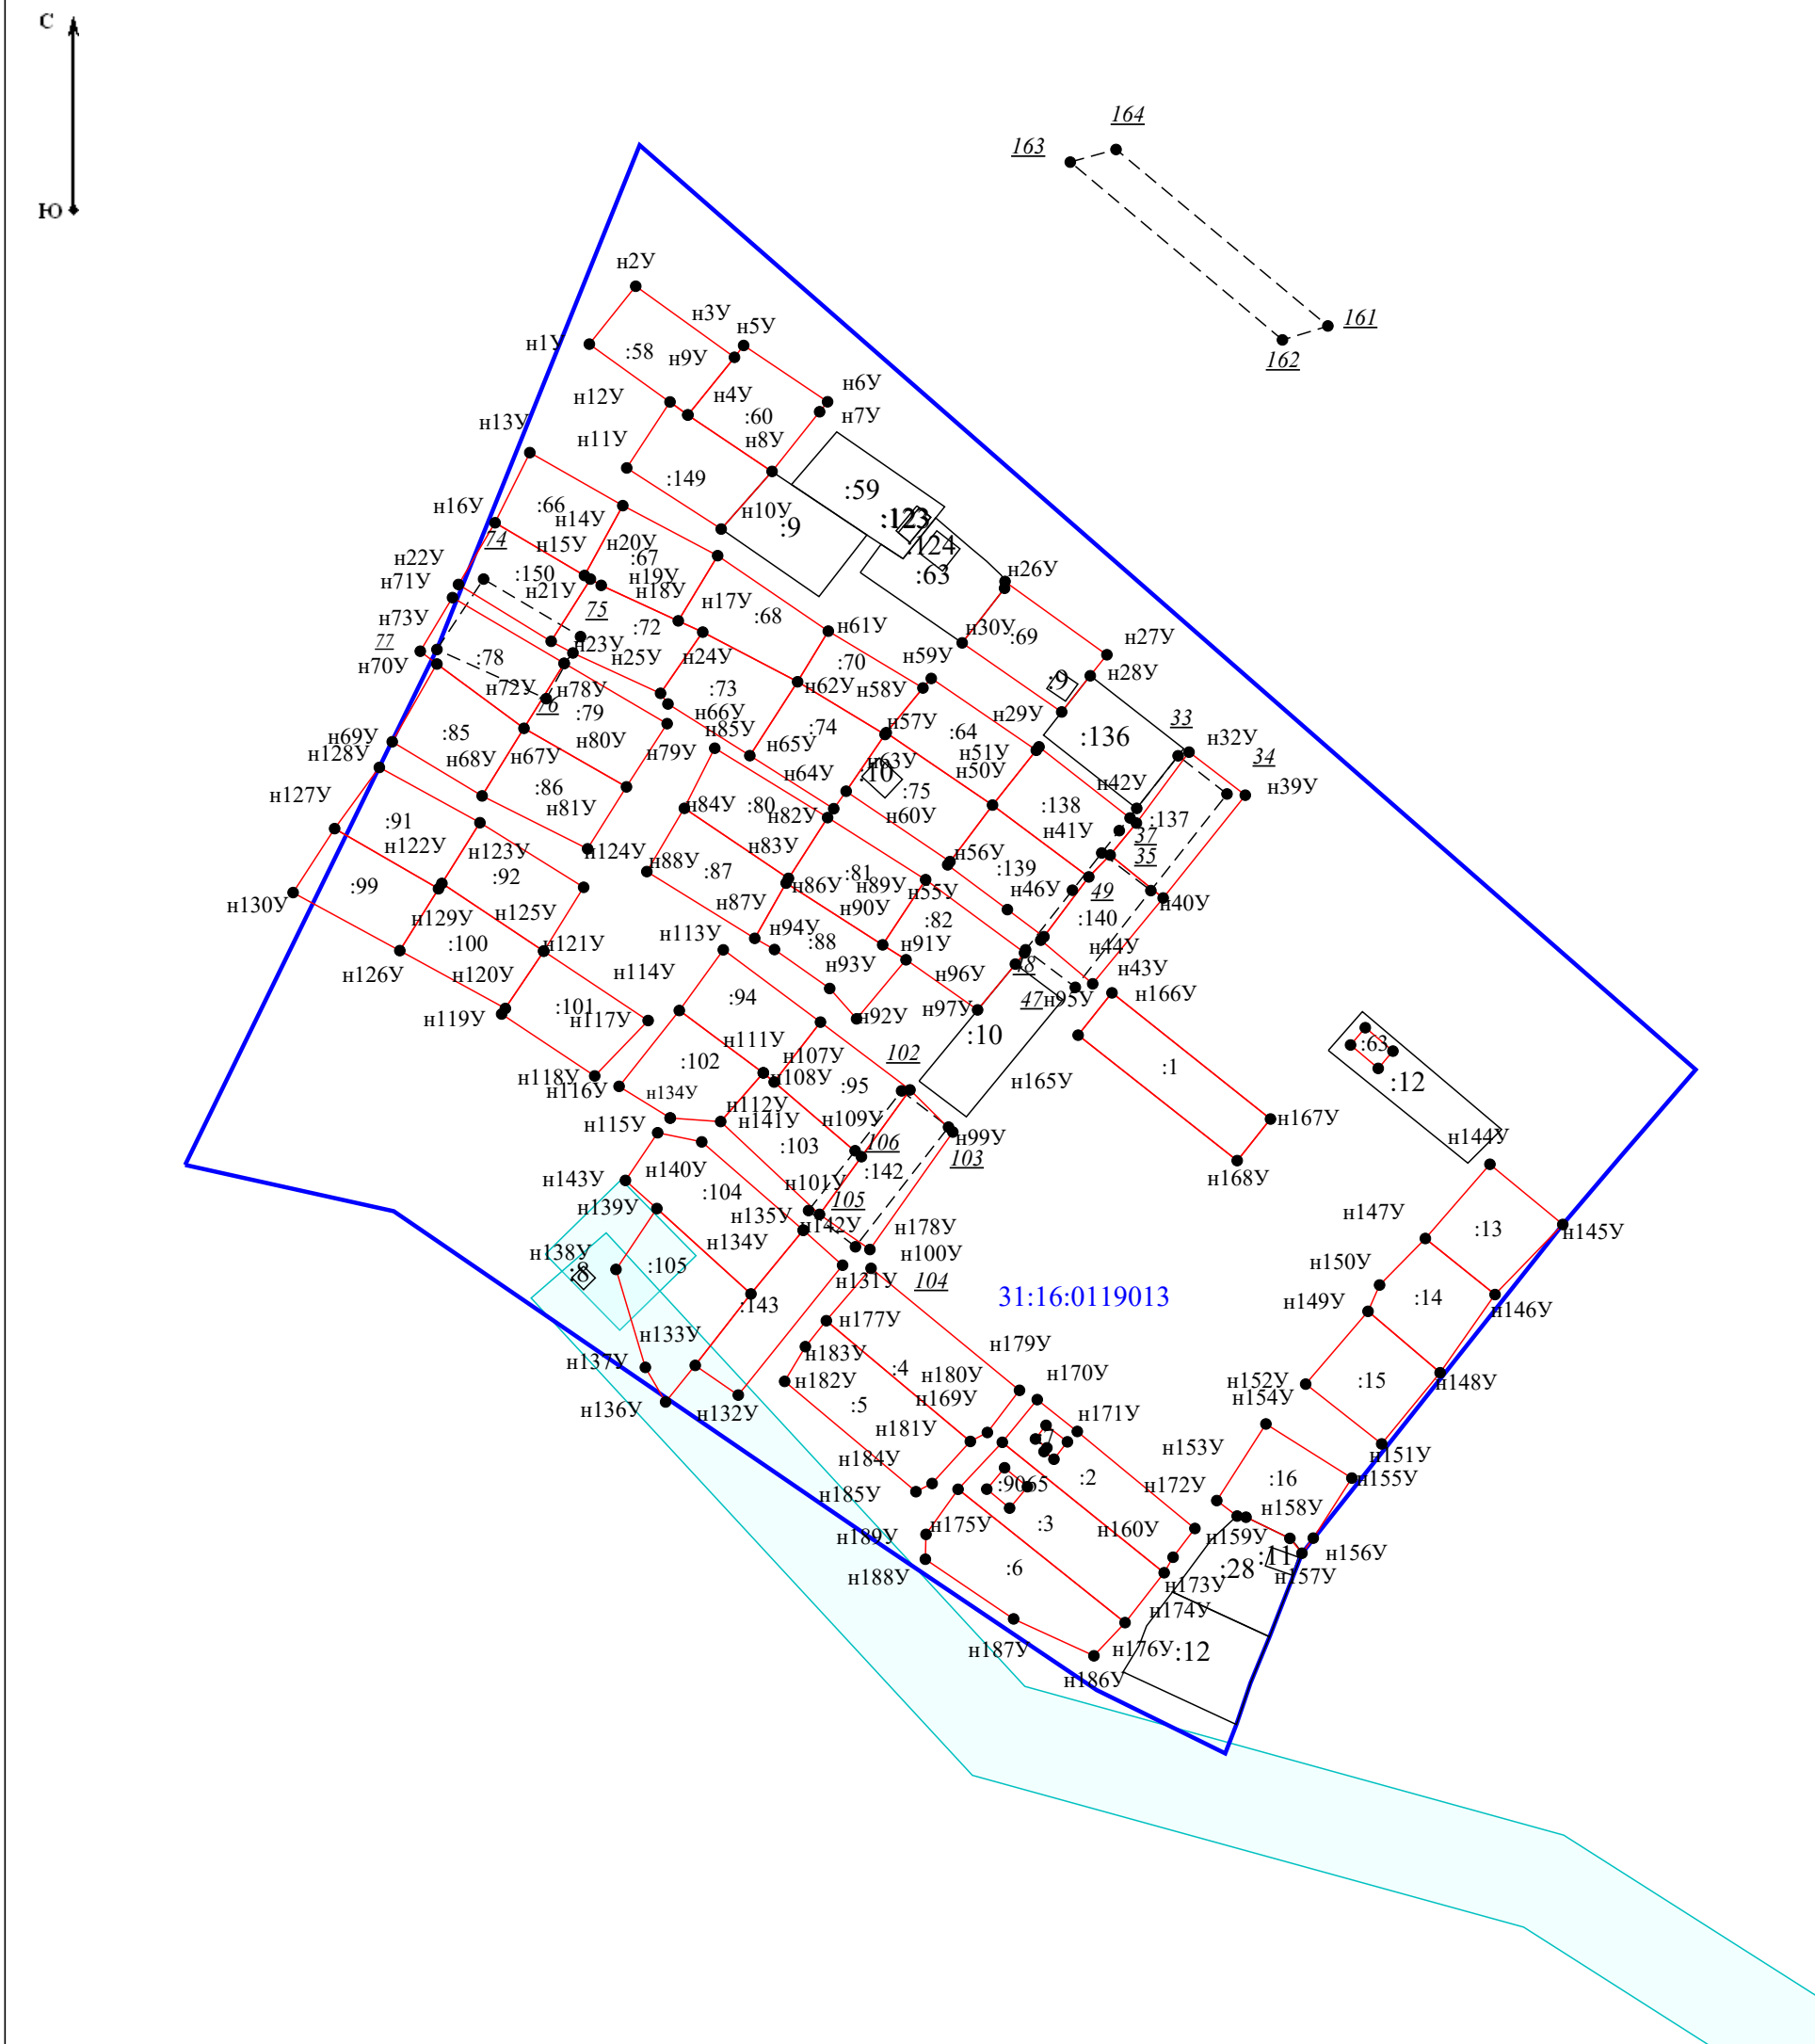 С
Ю
164
163
161
162
н2У
н3У
н5У
н1У
:58
н9У
н6У
н12У
н4У
:60
н7У
н13У
н11У
н8У
:149
:59
н16У
:66
н14У
н10У
:9
:123
74
н15У
н20У
:67
:124
н22У
:150
н19У
:63
н26У
н71У
н21У
н18У
н73У
75
н17У
:68
77
:72
н61У
н30У
:69
н27У
н70У
:78
н23У
н25У
н24У
:70
н59У
н28У
н72У
н78У
:73
н62У
н58У
:9
76
:79
н66У
н29У
33
н69У
:85
н80У
н85У
:74
н57У
:64
:136
н32У
н128У
н68У
н67У
н79У
н65У
н63У
н51У
34
:86
н64У
:10
н50У
н42У
н39У
н127У
н81У
н84У
:80
:75
:138
:137
:91
н82У
н60У
н41У
37
н122У
н123У
н124У
н88У
н83У
н56У
35
:99
:92
:87
н86У
:81
н89У
н55У
:139
н46У
49
н130У
н129У
н125У
н87У
н90У
:82
:140
н40У
:100
н121У
н113У
н94У
:88
н91У
н44У
н126У
н120У
н114У
н93У
н96У
48
н43У
:94
47
н95У
н166У
н119У
:101
н117У
н92У
н97У
:10
:63
н111У
н107У
102
:1
н118У
:102
н108У
:95
н165У
:12
н116У
н134У
н115У
н112У
н141У
н109У
н99У
н167У
н144У
:103
106
103
н140У
:142
н168У
н143У
:104
н101У
105
н139У
н135У
н142У
н178У
н147У
:13
н145У
н138У
н134У
н100У
:8
:105
н131У
104
н150У
31:16:0119013
:143
н149У
:14
н146У
н133У
н177У
н179У
н137У
н183У
:4
н180У
н170У
н182У
н169У
н152У
:15
н148У
н136У
н132У
:5
н154У
н181У
н171У
н184У
:7
н153У
н151У
:2
:16
н155У
н185У
:9065
н172У
н158У
н189У
н175У
:3
н160У
н159У
н156У
:11
н188У
:6
:28
н157У
н173У
н174У
н187У
н176У
:12
н186У